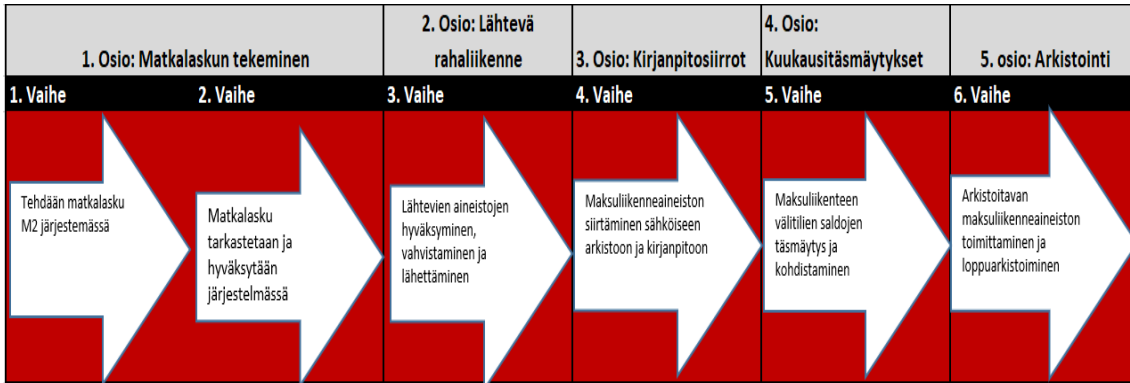 1. Osio: Matkalaskun tekeminen
2. Osio: Lähtevä
rahaliikenne
3. Osio: Kirjanpitosiirrot
4. Osio:
Kuukausitäsmäytykset
5. osio: Arkistointi
1. Vaihe
2. Vaihe
3. Vaihe
4. Vaihe
5. Vaihe
6. Vaihe
Tehdään matkalasku
M2 järjestemässä
Matkalasku
tarkastetaan ja
hyväksytään
järjestelmässä
Lähtevien aineistojen
hyväksyminen,
vahvistaminen ja
lähettäminen
Maksuliikenneaineiston
siirtäminen sähköiseen
arkistoon ja kirjanpitoon
Maksuliikenteen
välitilien saldojen
täsmäytys ja
kohdistaminen
Arkistoitavan
maksuliikenneaineiston
toimittaminen ja
loppuarkistoiminen